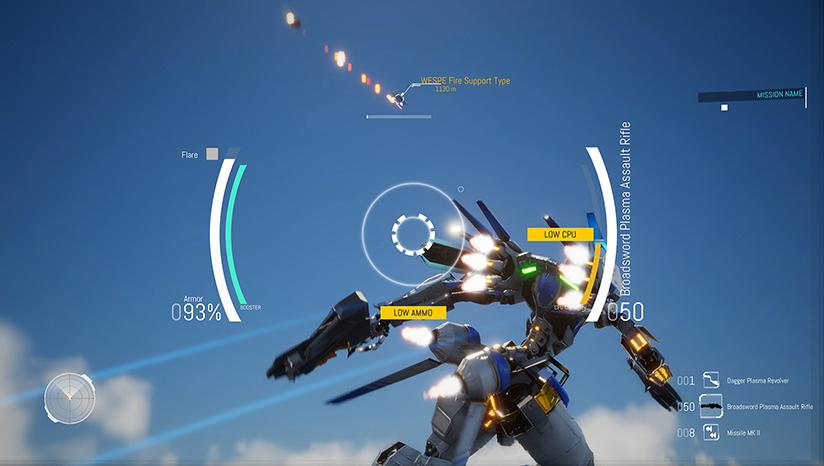 WESPE Fire Support Type
1130 m
MISSION NAME
Flare
Broadsword Plasma Assault Rifle
LOW CPU
Armor
093%
BOOSTER
LOW AMMO
050
001 Dagger Plasma Revolver
050 Broadsword Plasma Assault Rifle
008 Missile MK II